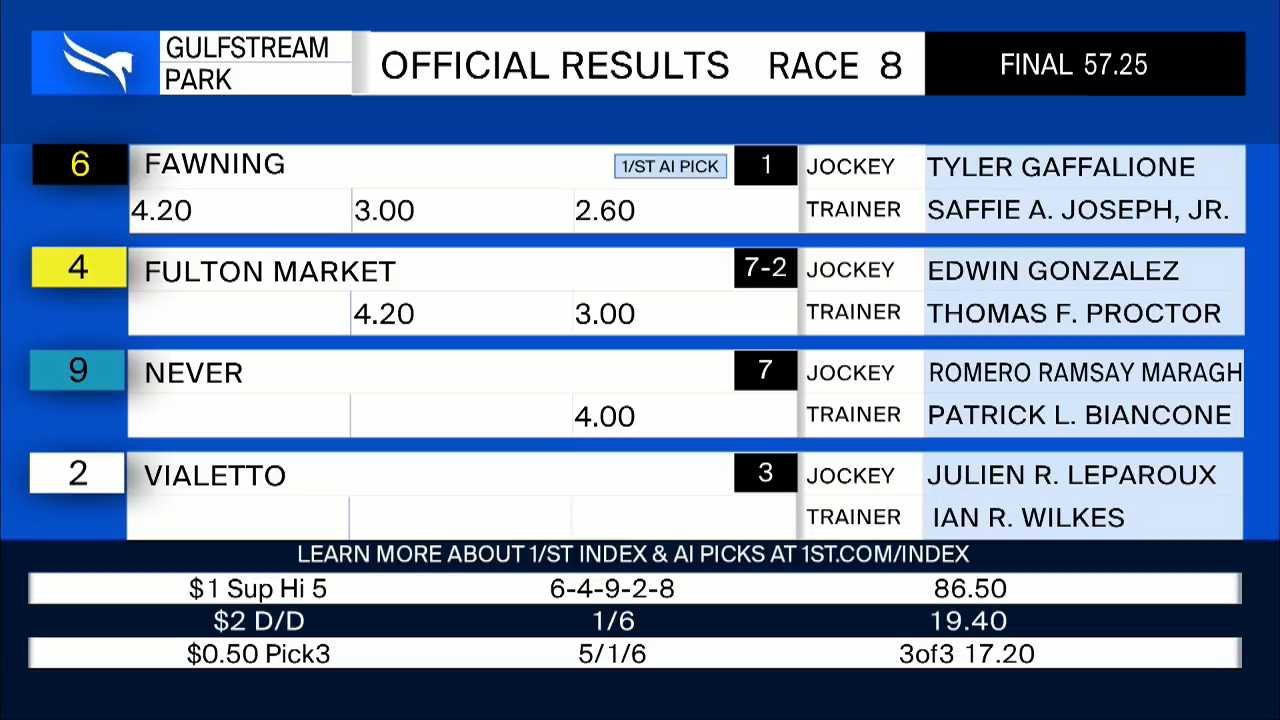 GULFSTREAM
PARK
OFFICIAL RESULTS RACE 8
FINAL 57.25
6 FAWNING 1/ST AI PICK 1 JOCKEY TYLER GAFFALIONE
4.20 3.00 2.60 TRAINER SAFFIE A. JOSEPH, JR.
4 FULTON MARKET 7-2 JOCKEY EDWIN GONZALEZ
4.20 3.00 TRAINER THOMAS F. PROCTOR
9 NEVER 7 JOCKEY ROMERO RAMSAY MARAGH
4.00 TRAINER PATRICK L. BIANCONE
2 VIALETTO 3 JOCKEY JULIEN R. LEPAROUX
TRAINER IAN R. WILKES
LEARN MORE ABOUT 1/ST INDEX & AI PICKS AT 1ST.COM/INDEX
$1 Sup Hi 5 6-4-9-2-8 86.50
$2 D/D 1/6 19.40
$0.50 Pick3 5/1/6 3of3 17.20